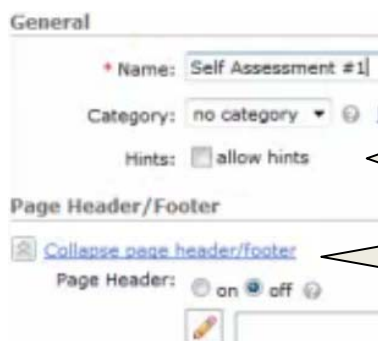 General
* Name: Self Assessment #1
Category: no category
Hints: allow hints
Page Header/Footer
Collapse page header/footer
Page Header: on off